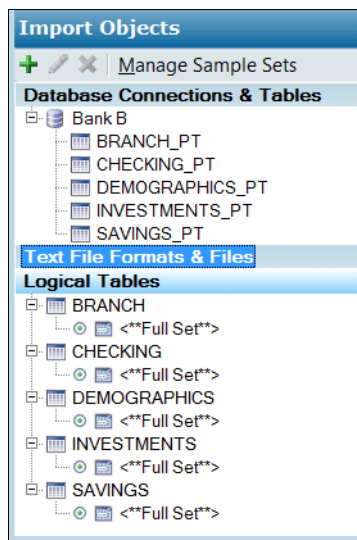 Import Objects
Manage Sample Sets
Database Connections & Tables
Bank B
BRANCH_PT
CHECKING_PT
DEMOGRAPHICS_PT
INVESTMENTS_PT
SAVINGS_PT
Text File Formats & Files
Logical Tables
BRANCH
<**Full Set**>
CHECKING
<**Full Set**>
DEMOGRAPHICS
<**Full Set**>
INVESTMENTS
<**Full Set**>
SAVINGS
<**Full Set**>